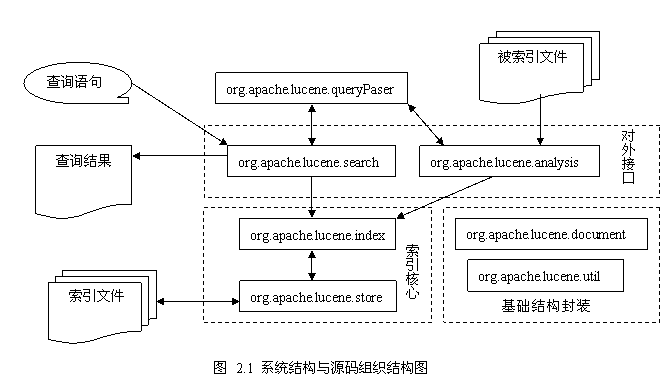 被索引文件
查询语句
org.apache.lucene.queryPaser
对外接口
查询结果
org.apache.lucene.search
org.apache.lucene.analysis
org.apache.lucene.index
org.apache.lucene.document
索引核心
org.apache.lucene.util
索引文件
org.apache.lucene.store
基础结构封装
图 2.1 系统结构与源码组织结构图